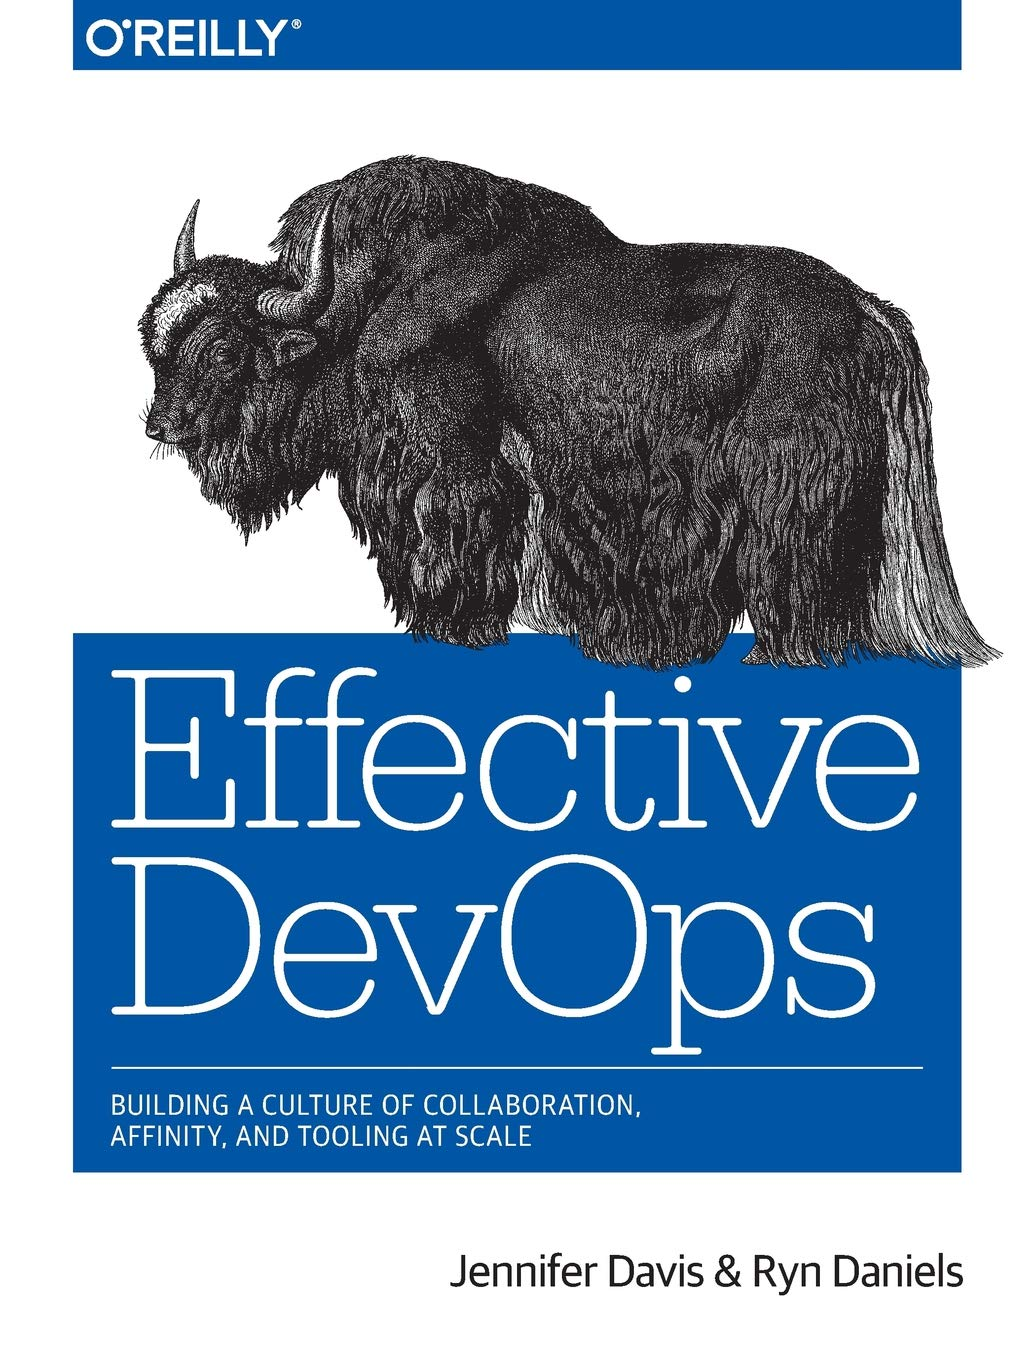 O'REILLY®
Effective
DevOps
BUILDING A CULTURE OF COLLABORATION,
AFFINITY, AND TOOLING AT SCALE
Jennifer Davis & Ryn Daniels